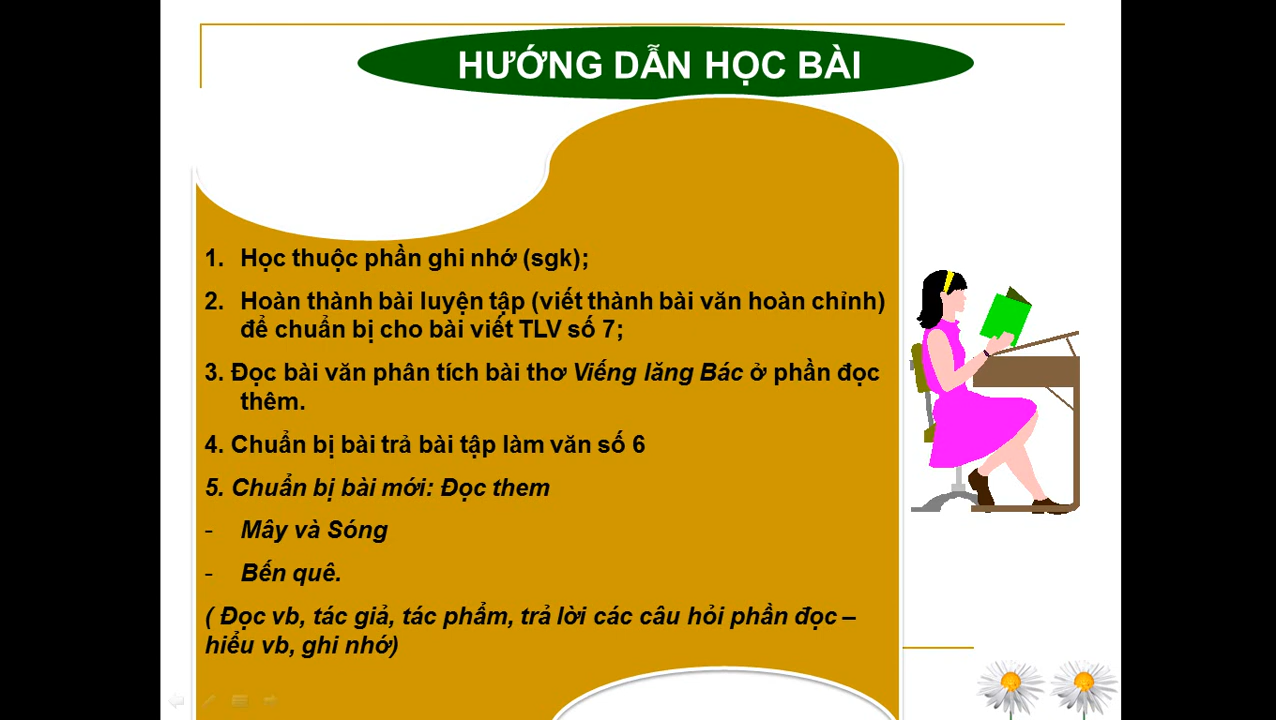 HƯỚNG DẪN HỌC BÀI
1. Học thuộc phần ghi nhớ (sgk);
2. Hoàn thành bài luyện tập (viết thành bài văn hoàn chỉnh)
để chuẩn bị cho bài viết TLV số 7;
3. Đọc bài văn phân tích bài thơ Viếng lăng Bác ở phần đọc
thêm.
4. Chuẩn bị bài trả bài tập làm văn số 6
5. Chuẩn bị bài mới: Đọc them
- Mây và Sóng
- Bến quê.
( Đọc vb, tác giả, tác phẩm, trả lời các câu hỏi phần đọc –
hiểu vb, ghi nhớ)